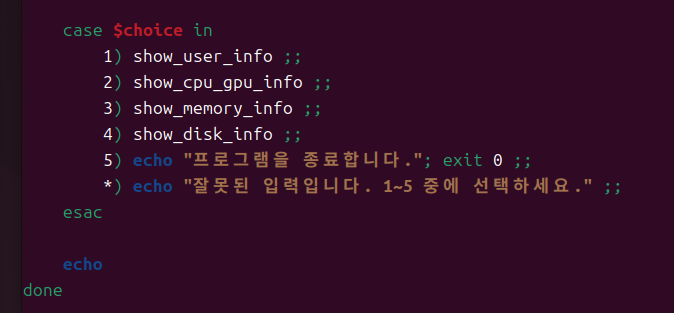 case $choice in
1) show_user_info ;;
2) show_cpu_gpu_info ;;
3) show_memory_info ;;
4) show_disk_info ;;
5) echo "프로그램을 종료합니다."; exit 0 ;;
*) echo "잘못된 입력입니다. 1~5 중에 선택하세요." ;;
esac
echo
done